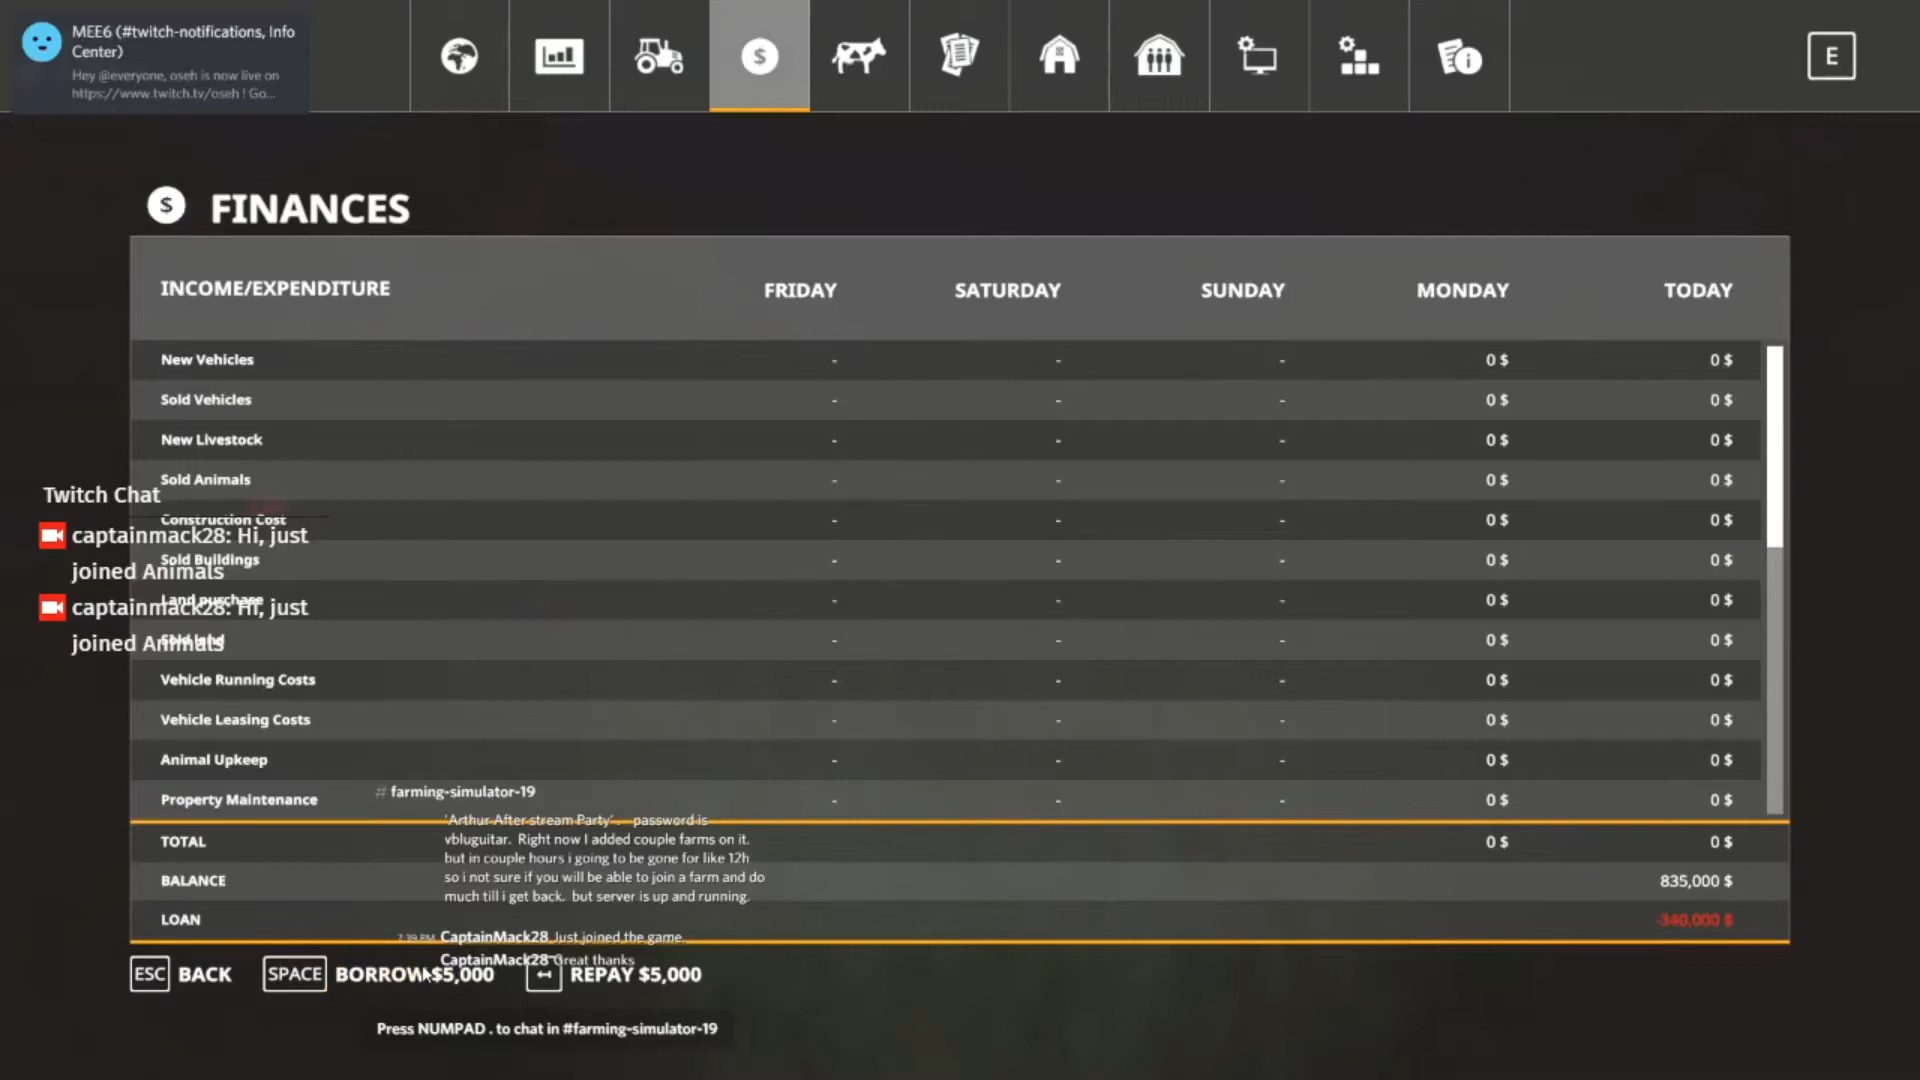 MEE6 (#twitch-notifications, Info
Center)
Hey @everyone, oseh is now live on
https://www.twitch.tv/oseh ! Go...
$
E
$ FINANCES
INCOME/EXPENDITURE FRIDAY SATURDAY SUNDAY MONDAY TODAY
New Vehicles - - - 0 $ 0 $
Sold Vehicles - - - 0 $ 0 $
New Livestock - - - 0 $ 0 $
Sold Animals - - - 0 $ 0 $
Twitch Chat
Construction Cost - - - 0 $ 0 $
captainmack28: Hi, just
Sold Buildings - - - 0 $ 0 $
joined Animals
Land purchase - - - 0 $ 0 $
captainmack28: Hi, just
Sold land - - - 0 $ 0 $
joined Animals
Vehicle Running Costs - - - 0 $ 0 $
Vehicle Leasing Costs - - - 0 $ 0 $
Animal Upkeep - - - 0 $ 0 $
Property Maintenance - - - 0 $ 0 $
# farming-simulator-19
'Arthur After stream Party' . password is
vbluguitar. Right now I added couple farms on it.
but in couple hours i going to be gone for like 12h
so i not sure if you will be able to join a farm and do
much till i get back. but server is up and running.
TOTAL 0 $ 0 $
BALANCE 835,000 $
LOAN -340,000 $
7:39 PM CaptainMack28 Just joined the game.
CaptainMack28 Great thanks
ESC BACK SPACE BORROW $5,000 REPAY $5,000
Press NUMPAD . to chat in #farming-simulator-19